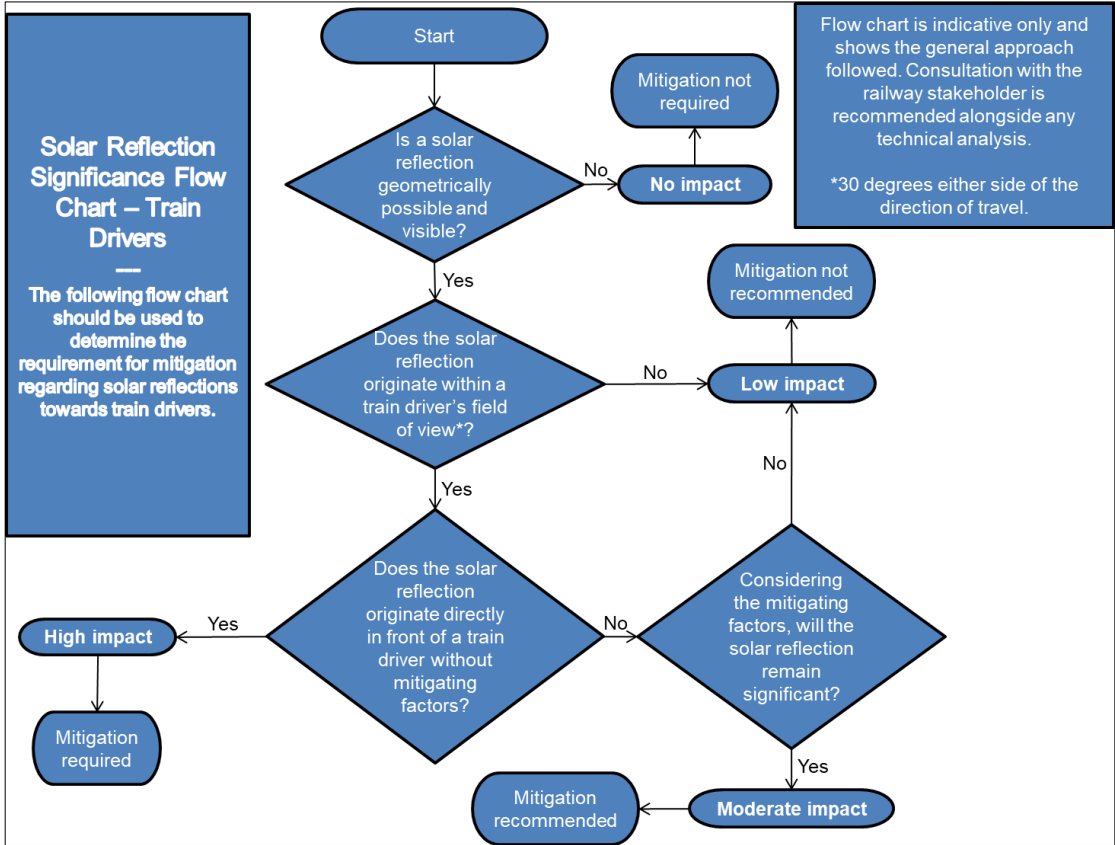 Solar Reflection
Significance Flow
Chart – Train
Drivers
---
The following flow chart
should be used to
determine the
requirement for mitigation
regarding solar reflections
towards train drivers.
Start
Flow chart is indicative only and
shows the general approach
followed. Consultation with the
railway stakeholder is
recommended alongside any
technical analysis.
*30 degrees either side of the
direction of travel.
Mitigation not
required
Is a solar
reflection
geometrically
possible and
visible?
No
No impact
Yes
Mitigation not
recommended
Does the solar
reflection
originate within a
train driver’s field
of view*?
No
Low impact
Yes
No
Does the solar
reflection
originate directly
in front of a train
driver without
mitigating
factors?
Yes
High impact
Mitigation
required
No
Considering
the mitigating
factors, will the
solar reflection
remain
significant?
Yes
Moderate impact
Mitigation
recommended